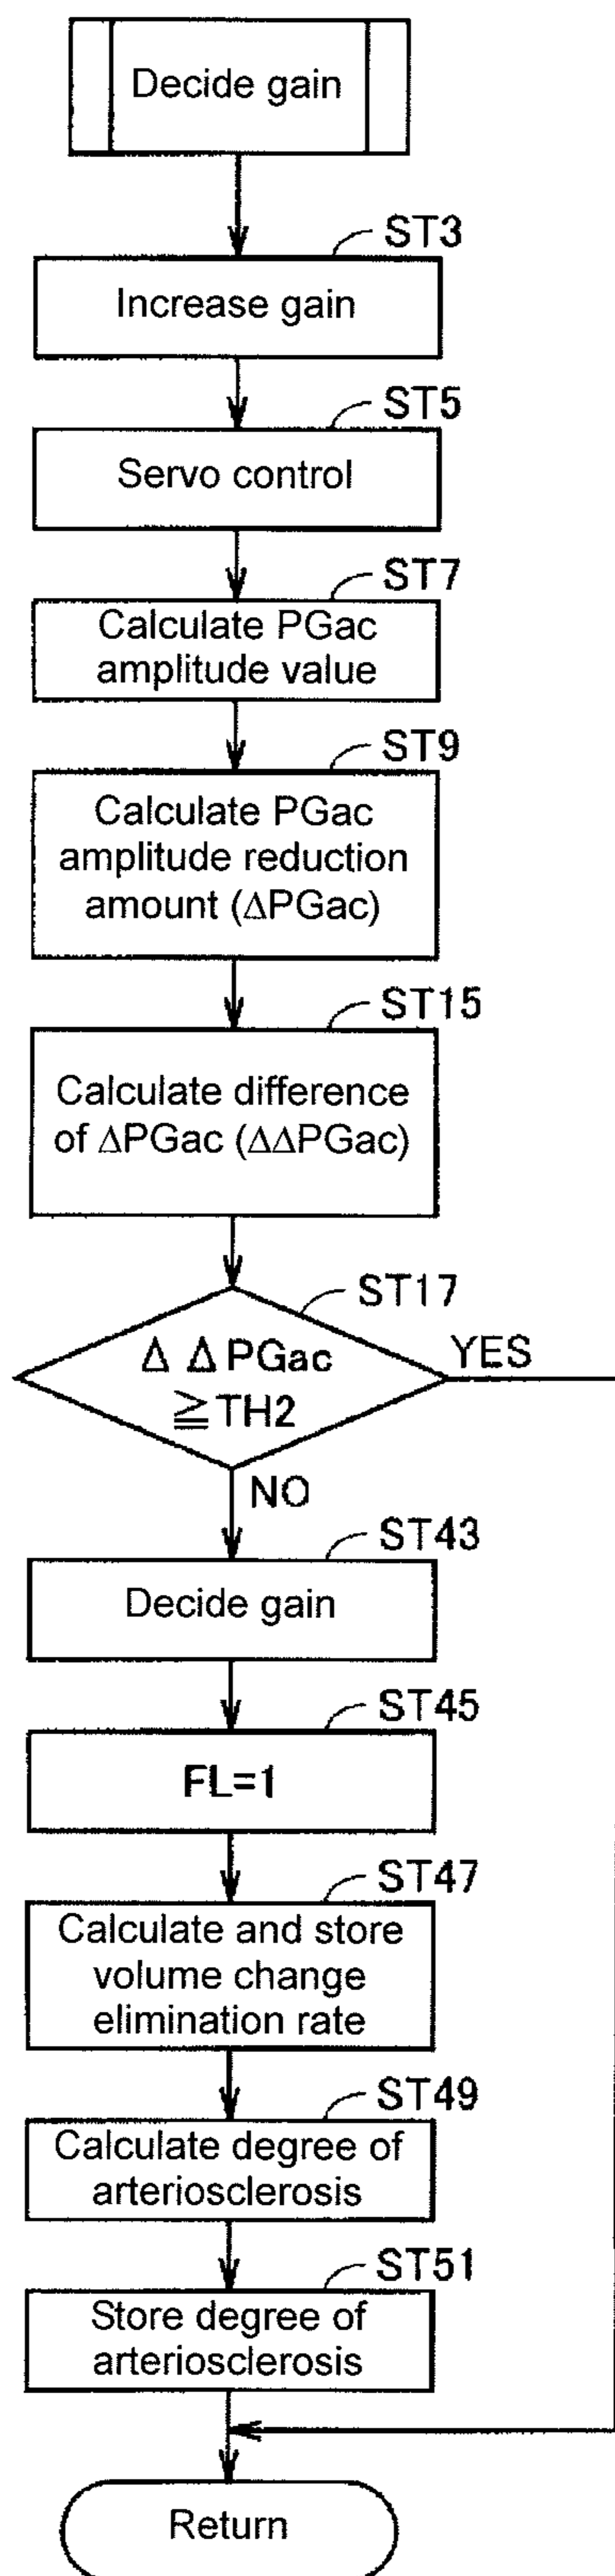 Decide gain
ST3
Increase gain
ST5
Servo control
ST7
Calculate PGac
amplitude value
ST9
Calculate PGac
amplitude reduction
amount (ΔPGac)
ST15
Calculate difference
of ΔPGac (ΔΔPGac)
ST17
Δ Δ PGac
≧TH2
YES
NO
ST43
Decide gain
ST45
FL=1
ST47
Calculate and store
volume change
elimination rate
ST49
Calculate degree of
arteriosclerosis
ST51
Store degree of
arteriosclerosis
Return